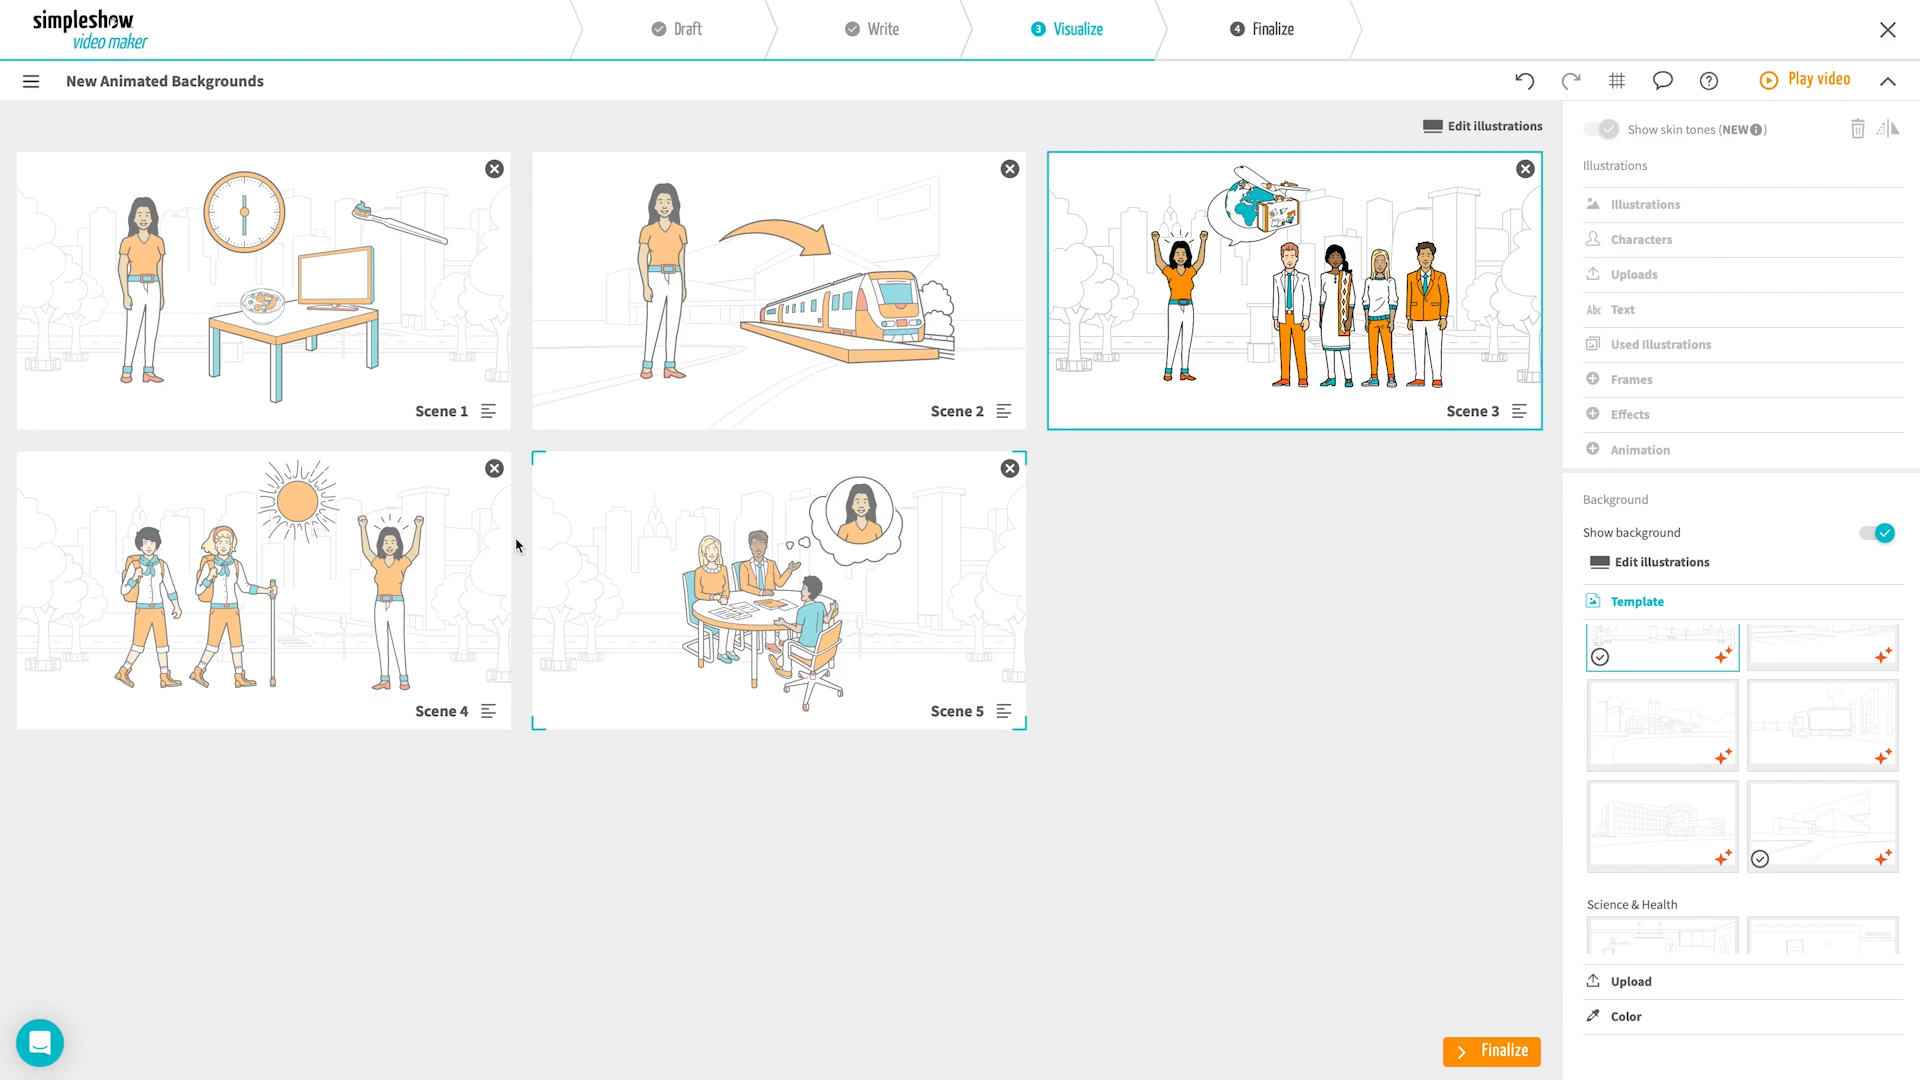 simpleshow
video maker
Draft
Write
3 Visualize
4 Finalize
New Animated Backgrounds
Play video
Edit illustrations
Show skin tones (NEW)
Illustrations
Illustrations
Characters
Uploads
Abc Text
Used Illustrations
Frames
Effects
Animation
Scene 1
Scene 2
Scene 3
Scene 4
Scene 5
Background
Show background
Edit illustrations
Template
Science & Health
Upload
Color
Finalize